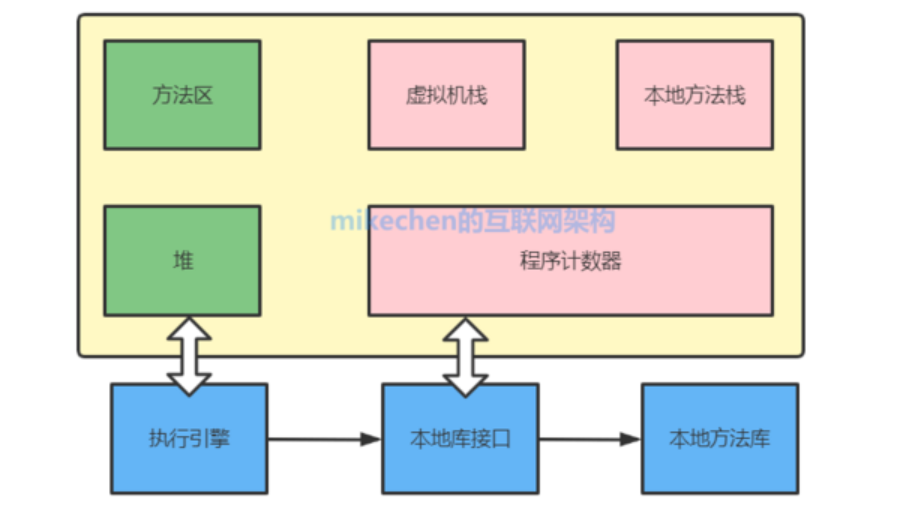 方法区
虚拟机栈
本地方法栈
mikechen的互联网架构
堆
程序计数器
执行引擎
本地库接口
本地方法库